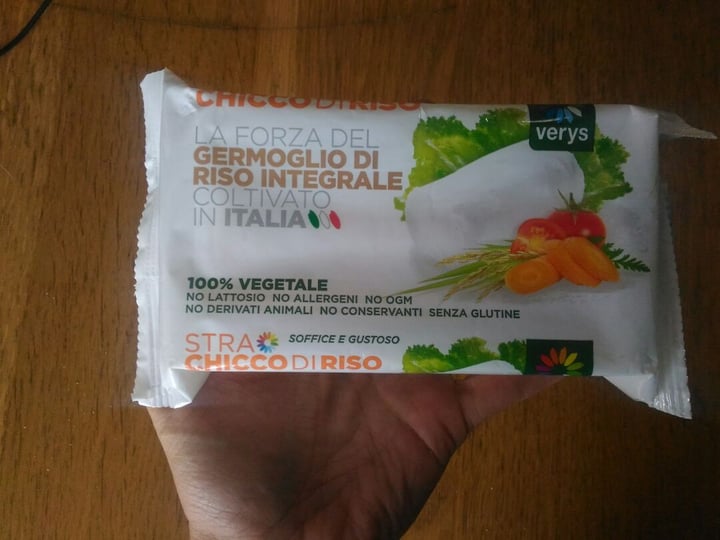 CHICCO DI RISO
verys
LA FORZA DEL
GERMOGLIO DI
RISO INTEGRALE
COLTIVATO
IN ITALIA
100% VEGETALE
NO LATTOSIO NO ALLERGENI NO OGM
NO DERIVATI ANIMALI NO CONSERVANTI SENZA GLUTINE
STRA SOFFICE E GUSTOSO
CHICCO DI RISO